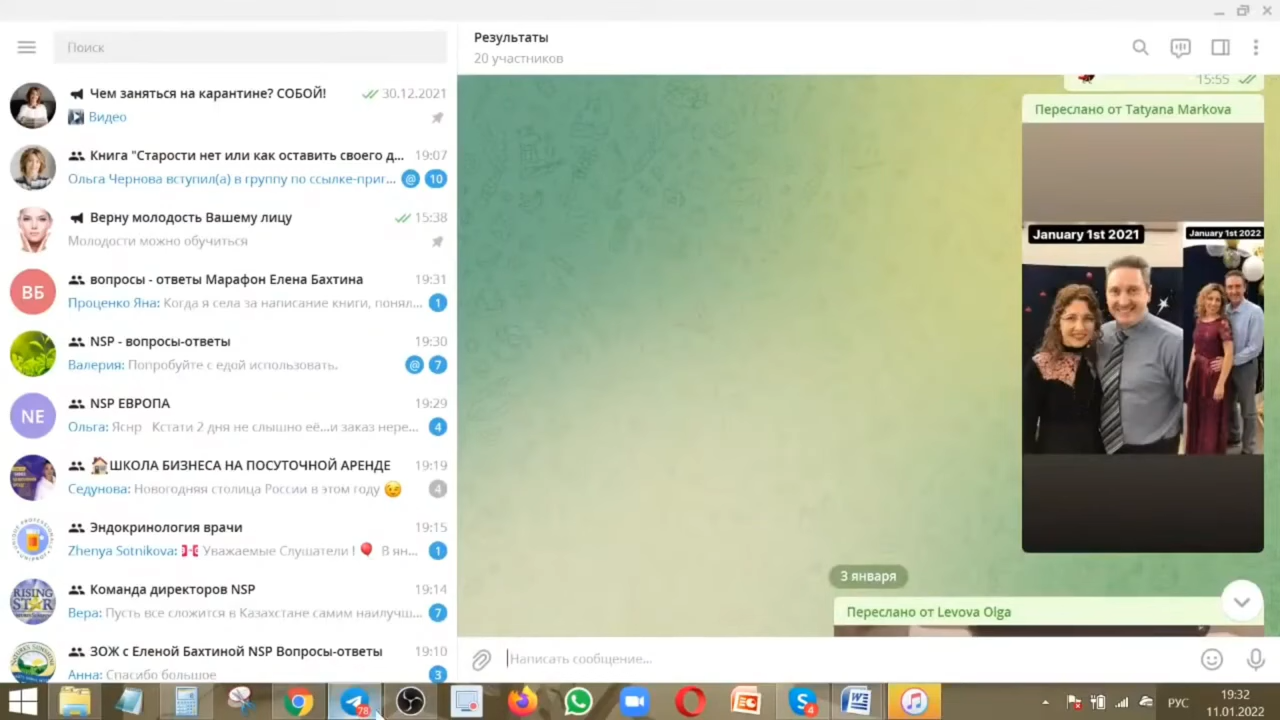 Поиск
Чем заняться на карантине? СОБОЙ!
30.12.2021
Видео
Книга "Старости нет или как оставить своего д...
19:07
Ольга Чернова вступил(а) в группу по ссылке-приг...
@
10
Верну молодость Вашему лицу
15:38
Молодости можно обучиться
ВБ
вопросы - ответы Марафон Елена Бахтина
19:31
Проценко Яна: Когда я села за написание книги, понял...
1
NSP - вопросы-ответы
19:30
Валерия: Попробуйте с едой использовать.
@
7
NE
NSP ЕВРОПА
19:29
Ольга: Яснр Кстати 2 дня не слышно её...и заказ нере...
4
🏠ШКОЛА БИЗНЕСА НА ПОСУТОЧНОЙ АРЕНДЕ
19:19
Седунова: Новогодняя столица России в этом году 😉
4
Эндокринология врачи
19:15
Zhenya Sotnikova: Уважаемые Слушатели ! 🎈 В ян...
1
RISING
STAR
Команда директоров NSP
19:14
Вера: Пусть все сложится в Казахстане самим наилучш...
7
ЗОЖ с Еленой Бахтиной NSP Вопросы-ответы
19:10
Анна: Спасибо большое
3
Результаты
20 участников
15:55
Переслано от Tatyana Markova
January 1st 2021
January 1st 2022
3 января
Переслано от Levova Olga
Написать сообщение...
78
4
РУС
19:32
11.01.2022